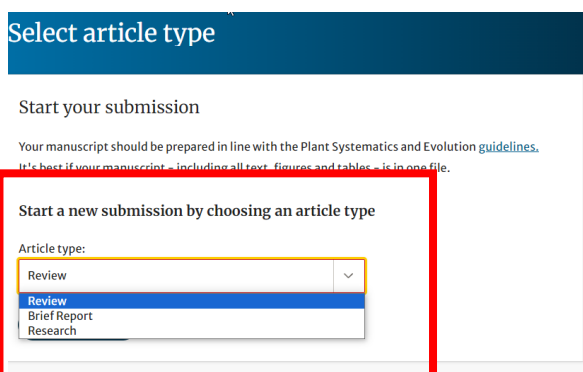 Select article type
Start your submission
Your manuscript should be prepared in line with the Plant Systematics and Evolution guidelines.
It's best if your manuscript – including all text, figures and tables – is in one file.
Start a new submission by choosing an article type
Article type:
Review
Review
Brief Report
Research